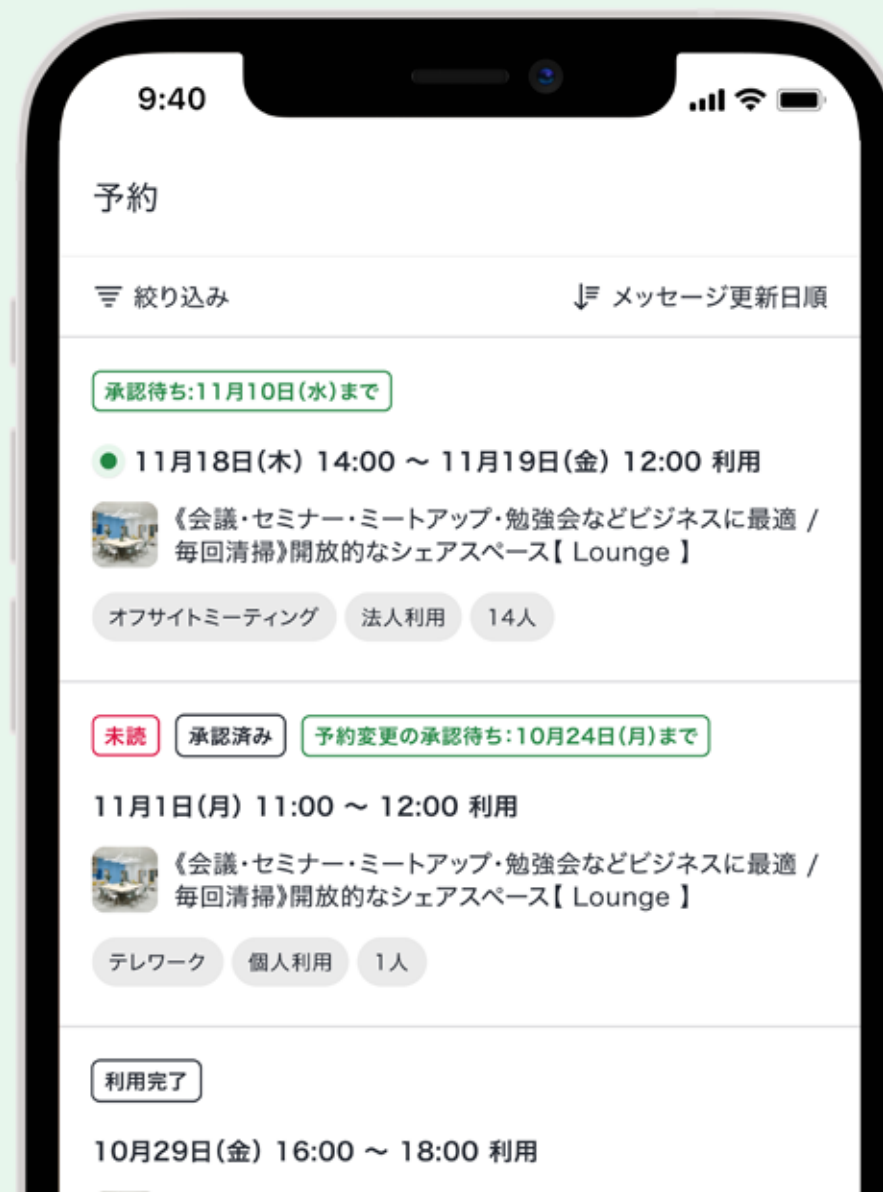 9:40
予約
絞り込み
メッセージ更新日順
承認待ち:11月10日(水)まで
11月18日(木) 14:00 ～ 11月19日(金) 12:00 利用
《会議・セミナー・ミートアップ・勉強会などビジネスに最適 /
毎回清掃》開放的なシェアスペース【 Lounge 】
オフサイトミーティング 法人利用 14人
未読 承認済み 予約変更の承認待ち:10月24日(月)まで
11月1日(月) 11:00 ～ 12:00 利用
《会議・セミナー・ミートアップ・勉強会などビジネスに最適 /
毎回清掃》開放的なシェアスペース【 Lounge 】
テレワーク 個人利用 1人
利用完了
10月29日(金) 16:00 ～ 18:00 利用